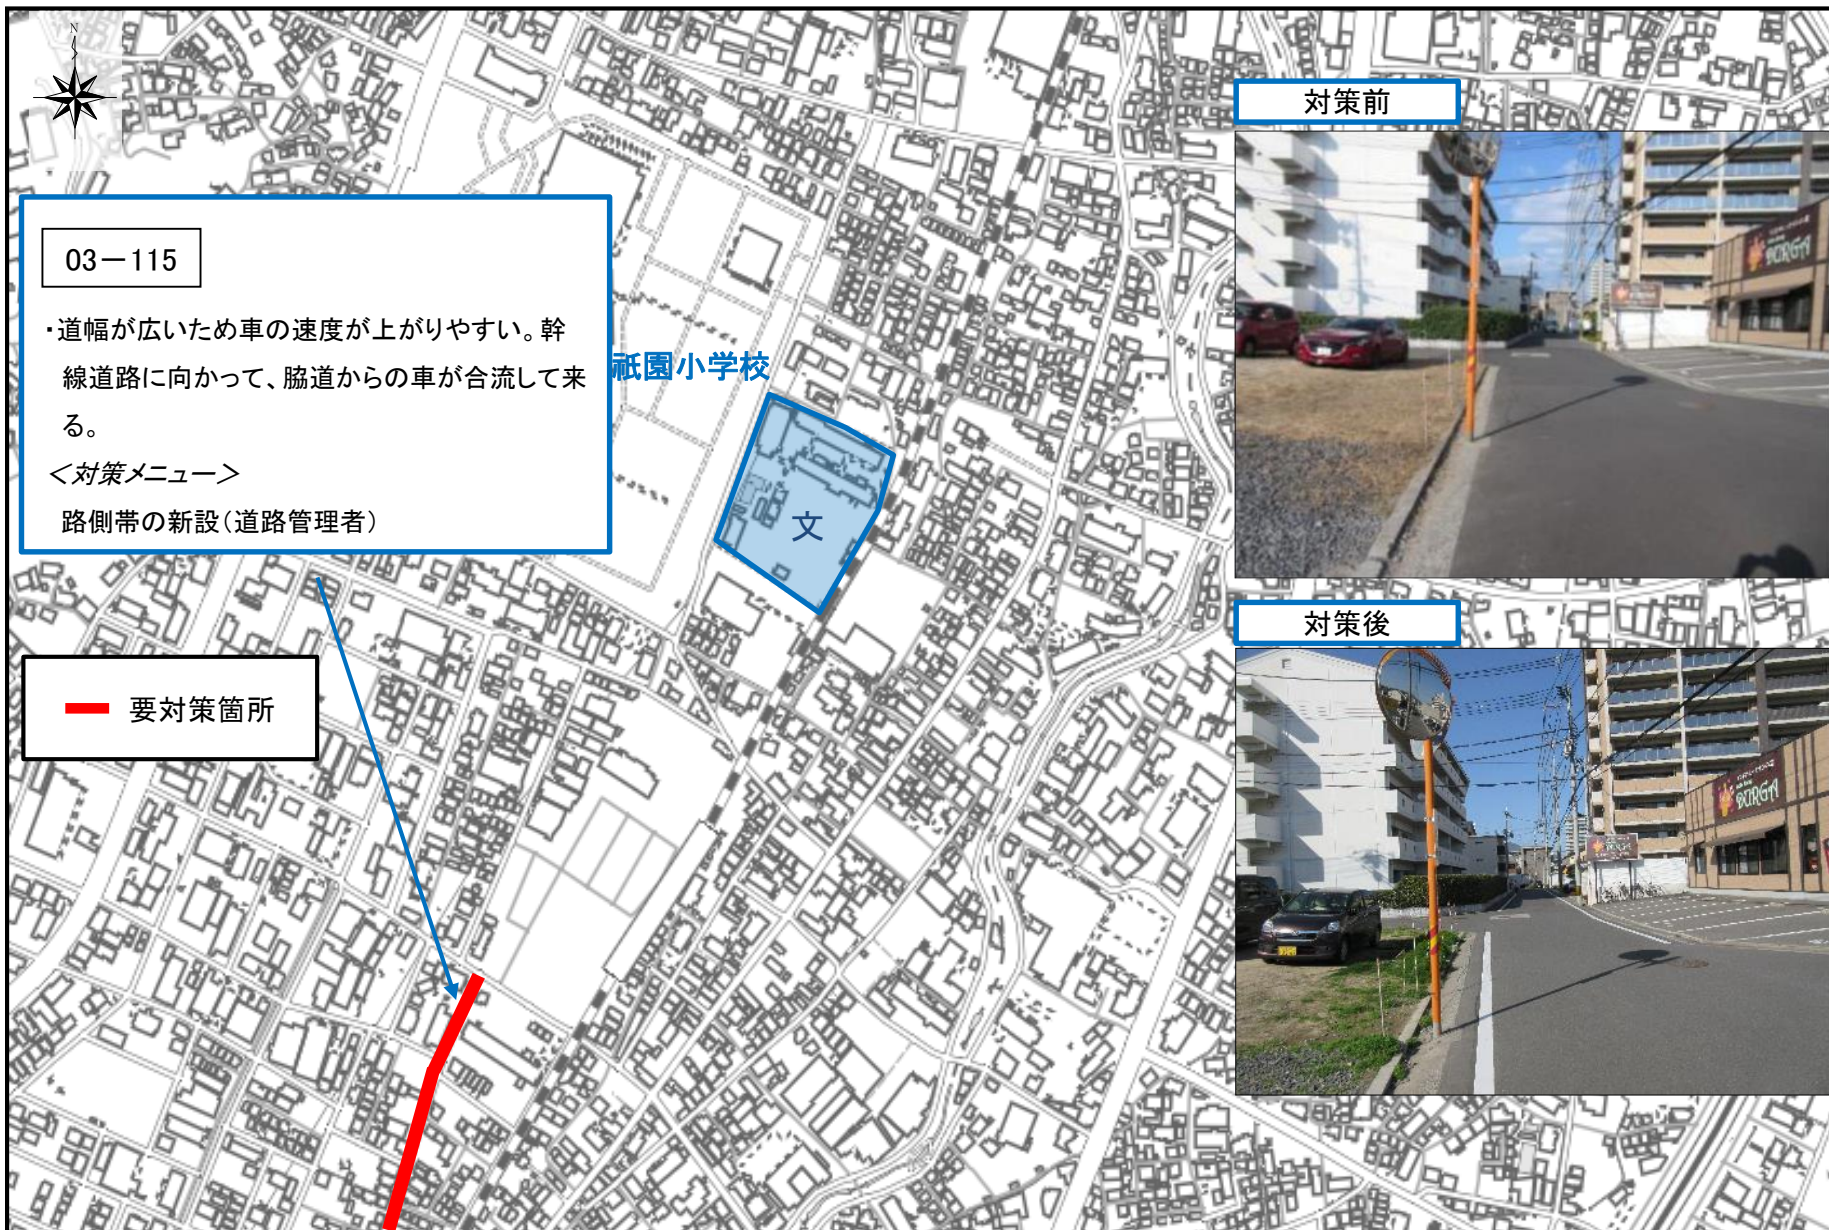 N
03－115
・道幅が広いため車の速度が上がりやすい。幹
線道路に向かって、脇道からの車が合流して来
る。
＜対策メニュー＞
路側帯の新設（道路管理者）
要対策箇所
祇園小学校
文
対策前
DURGA
対策後
DURGA
DURGA